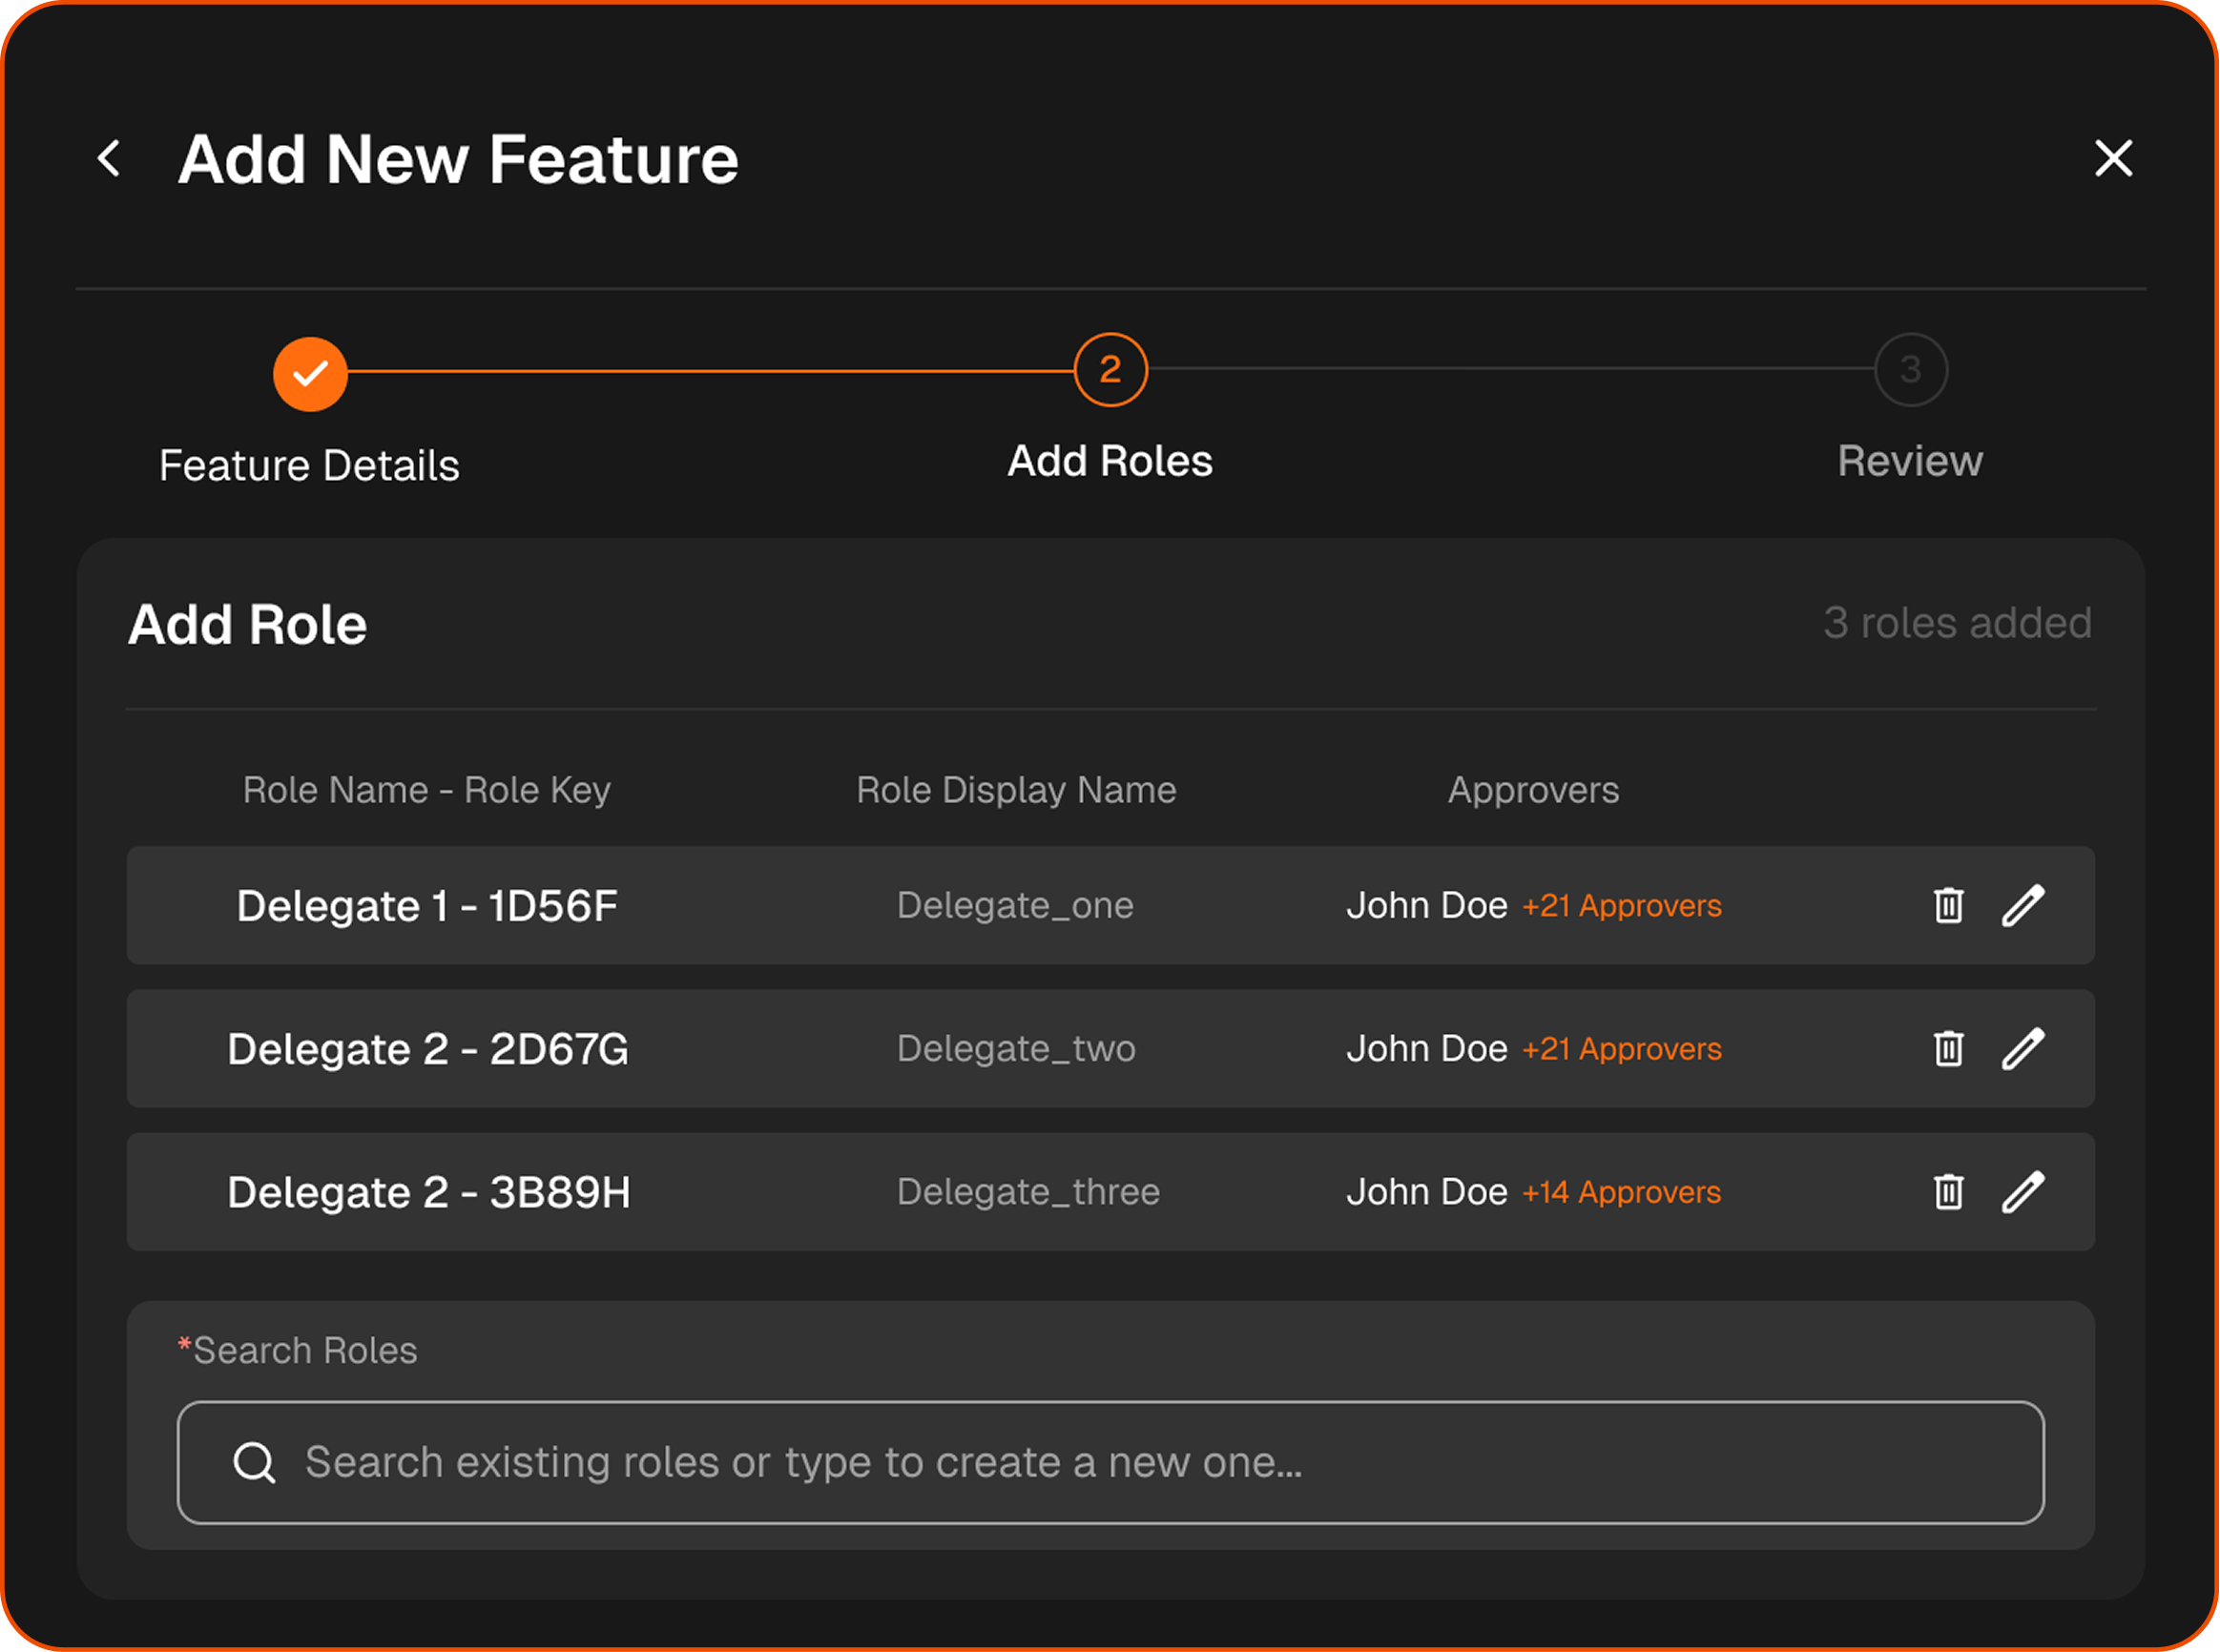 Add New Feature
2
3
Feature Details
Add Roles
Review
Add Role
3 roles added
Role Name - Role Key
Role Display Name
Approvers
Delegate 1 - 1D56F
Delegate_one
John Doe +21 Approvers
Delegate 2 - 2D67G
Delegate_two
John Doe +21 Approvers
Delegate 2 - 3B89H
Delegate_three
John Doe +14 Approvers
*Search Roles
Search existing roles or type to create a new one...